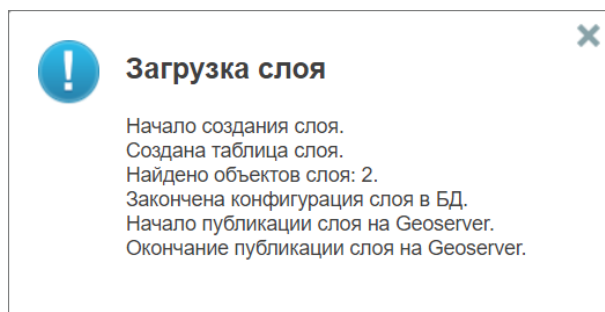 Загрузка слоя
Начало создания слоя.
Создана таблица слоя.
Найдено объектов слоя: 2.
Закончена конфигурация слоя в БД.
Начало публикации слоя на Geoserver.
Окончание публикации слоя на Geoserver.